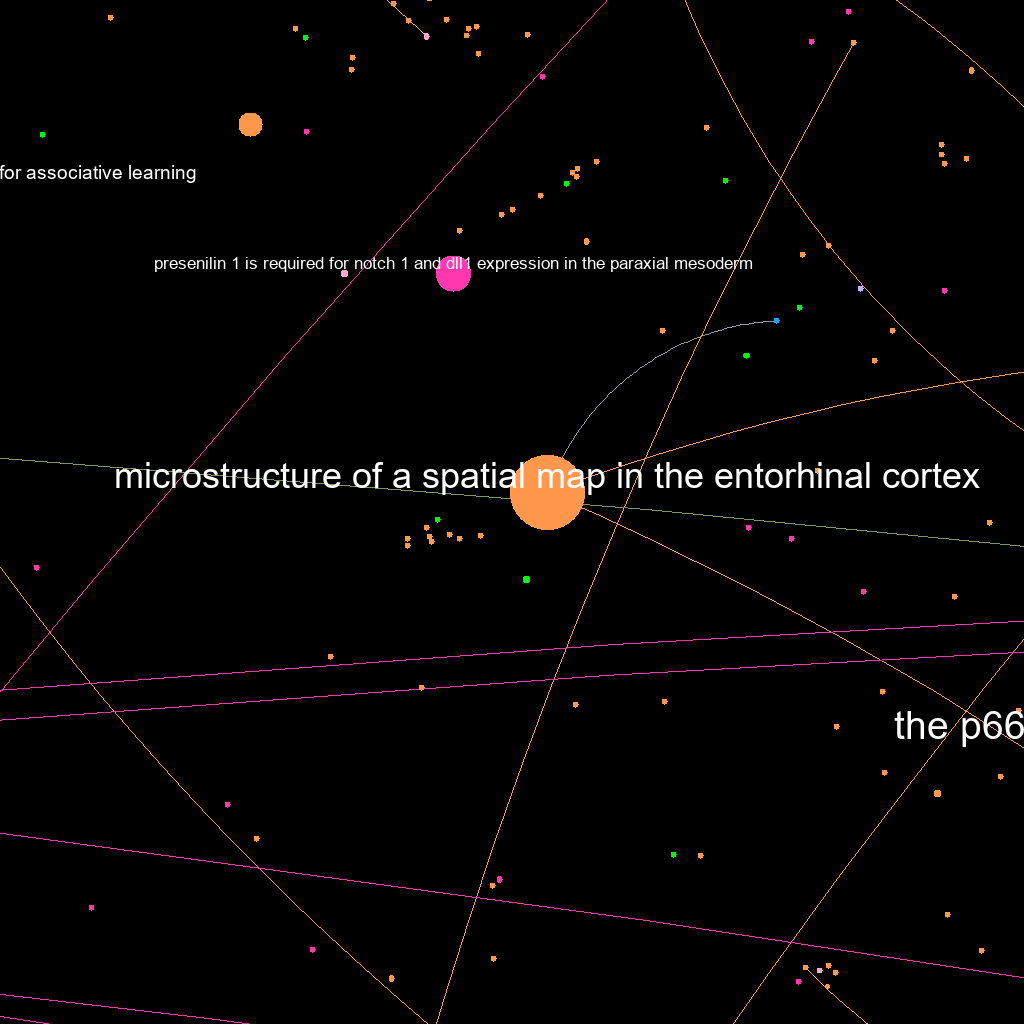 for associative learning
presenilin 1 is required for notch 1 and dll1 expression in the paraxial mesoderm
microstructure of a spatial map in the entorhinal cortex
the p66